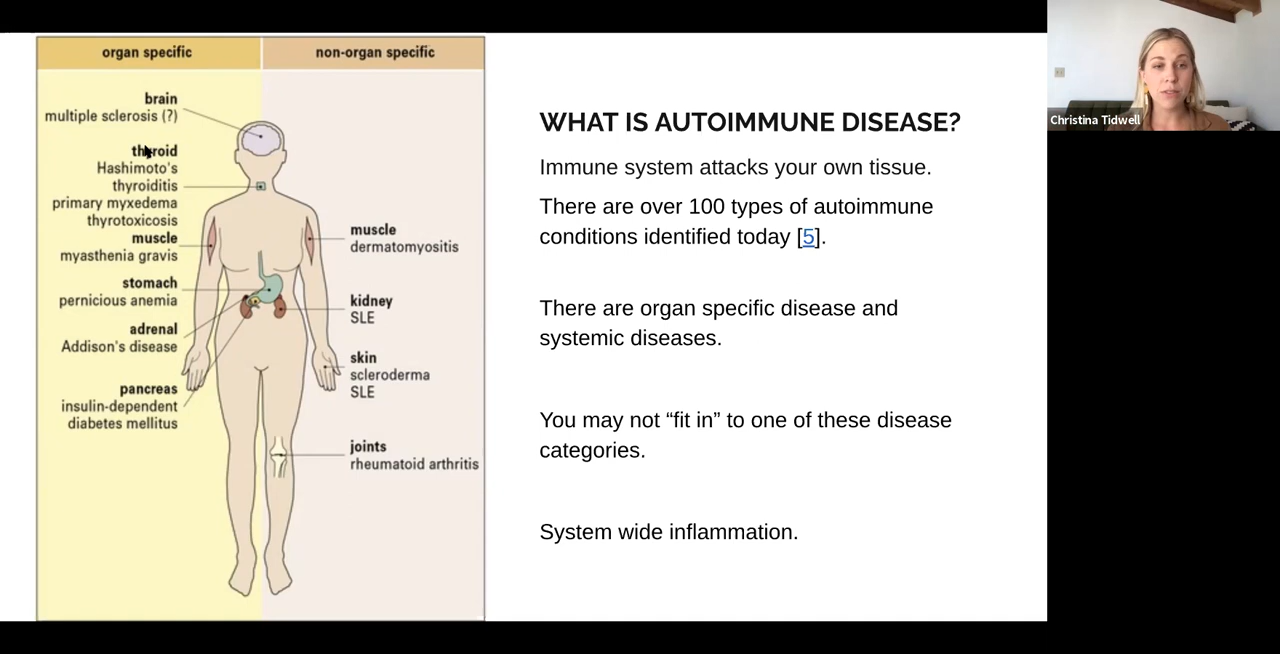 organ specific
non-organ specific
brain
multiple sclerosis (?)
thyroid
Hashimoto's
thyroiditis
primary myxedema
thyrotoxicosis
muscle
myasthenia gravis
stomach
pernicious anemia
adrenal
Addison's disease
pancreas
insulin-dependent
diabetes mellitus
muscle
dermatomyositis
kidney
SLE
skin
scleroderma
SLE
joints
rheumatoid arthritis
WHAT IS AUTOIMMUNE DISEASE?
Immune system attacks your own tissue.
There are over 100 types of autoimmune
conditions identified today [5].
There are organ specific disease and
systemic diseases.
You may not “fit in” to one of these disease
categories.
System wide inflammation.
Christina Tidwell